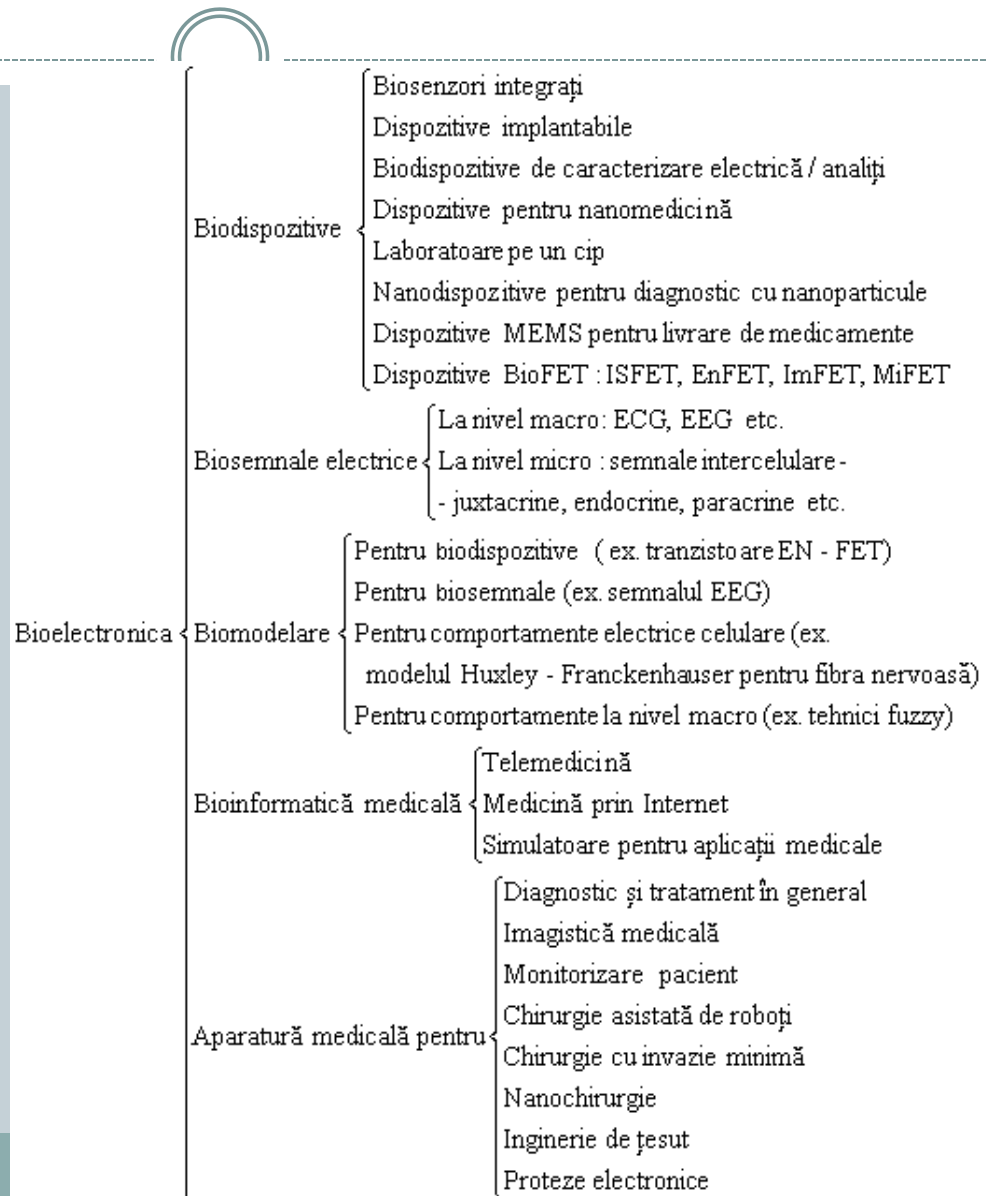 Biosenzori integrați
Dispozitive implantabile
Biodispozitive de caracterizare electrică / analiți
Biodispozitive
Dispozitive pentru nanomedicină
Laboratoare pe un cip
Nanodispozitive pentru diagnostic cu nanoparticule
Dispozitive MEMS pentru livrare de medicamente
Dispozitive BioFET : ISFET, EnFET, ImFET, MiFET
Biosemnale electrice
La nivel macro: ECG, EEG etc.
La nivel micro : semnale intercelulare -
- juxtacrine, endocrine, paracrine etc.
Bioelectronica
Biomodelare
Pentru biodispozitive ( ex. tranzistoare EN - FET)
Pentru biosemnale (ex. semnalul EEG)
Pentru comportamente electrice celulare (ex.
modelul Huxley - Franckenhauser pentru fibra nervoasă)
Pentru comportamente la nivel macro (ex. tehnici fuzzy)
Bioinformatică medicală
Telemedicină
Medicină prin Internet
Simulatoare pentru aplicații medicale
Aparatură medicală pentru
Diagnostic și tratament în general
Imagistică medicală
Monitorizare pacient
Chirurgie asistată de roboți
Chirurgie cu invazie minimă
Nanochirurgie
Inginerie de țesut
Proteze electronice